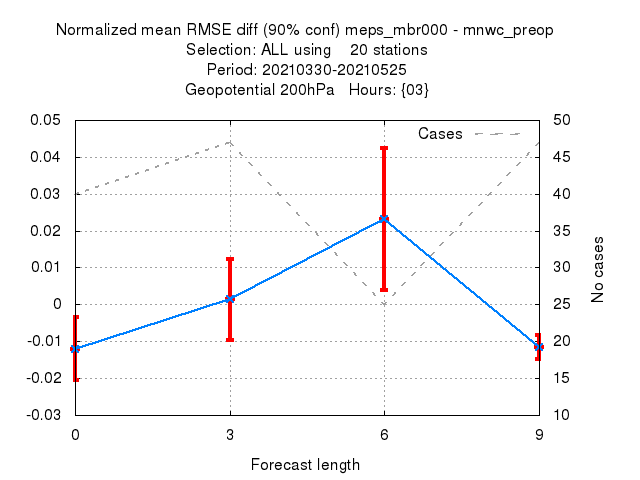 Normalized mean RMSE diff (90% conf) meps_mbr000 - mnwc_preop
Selection: ALL using    20 stations
Period: 20210330-20210525
Geopotential 200hPa   Hours: {03}
0.05 50
Cases
0.04 45
0.03 40
0.02 35
0.01 30
0 25
-0.01 20
-0.02 15
-0.03 10
No cases
0 3 6 9
Forecast length